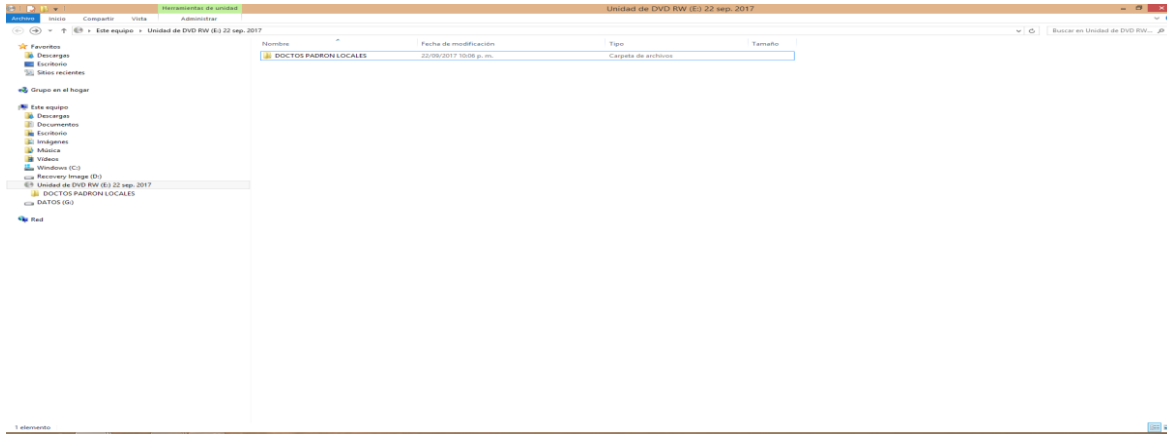 Herramientas de unidad
Unidad de DVD RW (E:) 22 sep. 2017
Archivo Inicio Compartir Vista Administrar
Este equipo Unidad de DVD RW (E:) 22 sep. 2017
Buscar en Unidad de DVD RW...
Nombre Fecha de modificación Tipo Tamaño
DOCTOS PADRON LOCALES 22/09/2017 10:06 p. m. Carpeta de archivos
Favoritos
Descargas
Escritorio
Sitios recientes
Grupo en el hogar
Este equipo
Descargas
Documentos
Escritorio
Imágenes
Música
Vídeos
Windows (C:)
Recovery Image (D:)
Unidad de DVD RW (E:) 22 sep. 2017
DOCTOS PADRON LOCALES
DATOS (G:)
Red
1 elemento